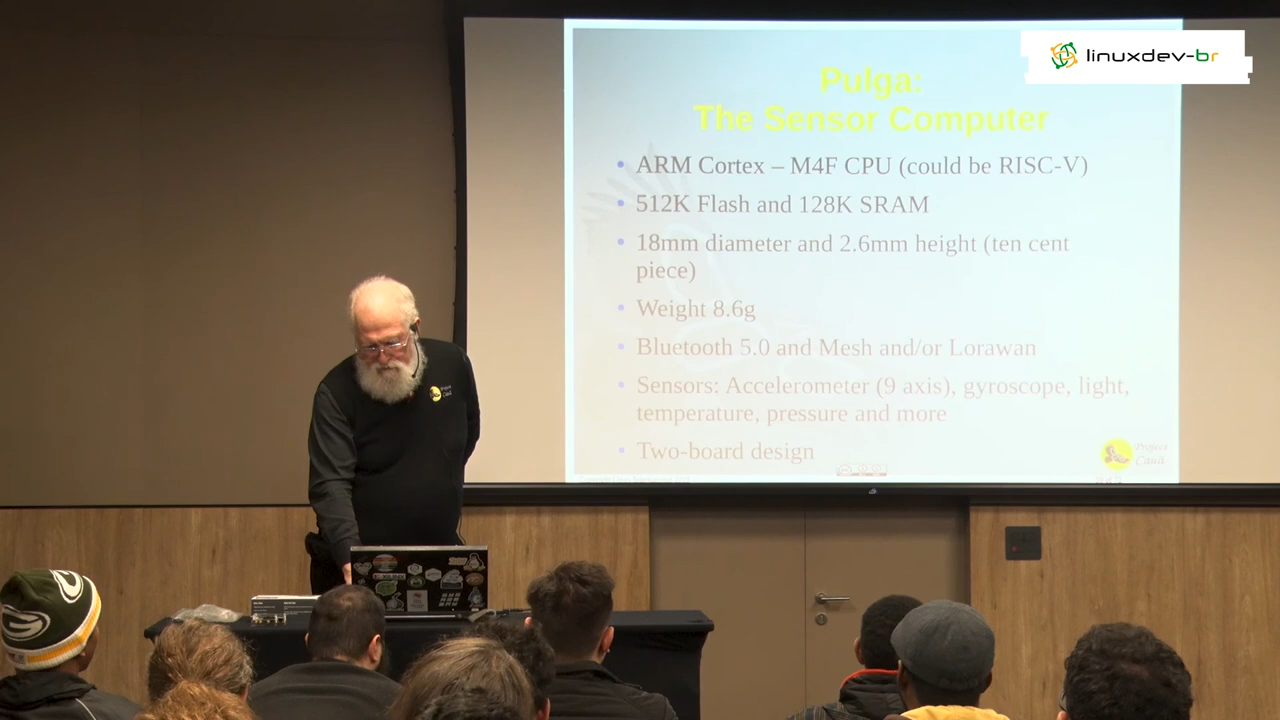 linuxdev-br
Pulga:
The Sensor Computer
• ARM Cortex – M4F CPU (could be RISC-V)
• 512K Flash and 128K SRAM
• 18mm diameter and 2.6mm height (ten cent
piece)
• Weight 8.6g
• Bluetooth 5.0 and Mesh and/or Lorawan
• Sensors: Accelerometer (9 axis), gyroscope, light,
temperature, pressure and more
• Two-board design
Project
Cauã